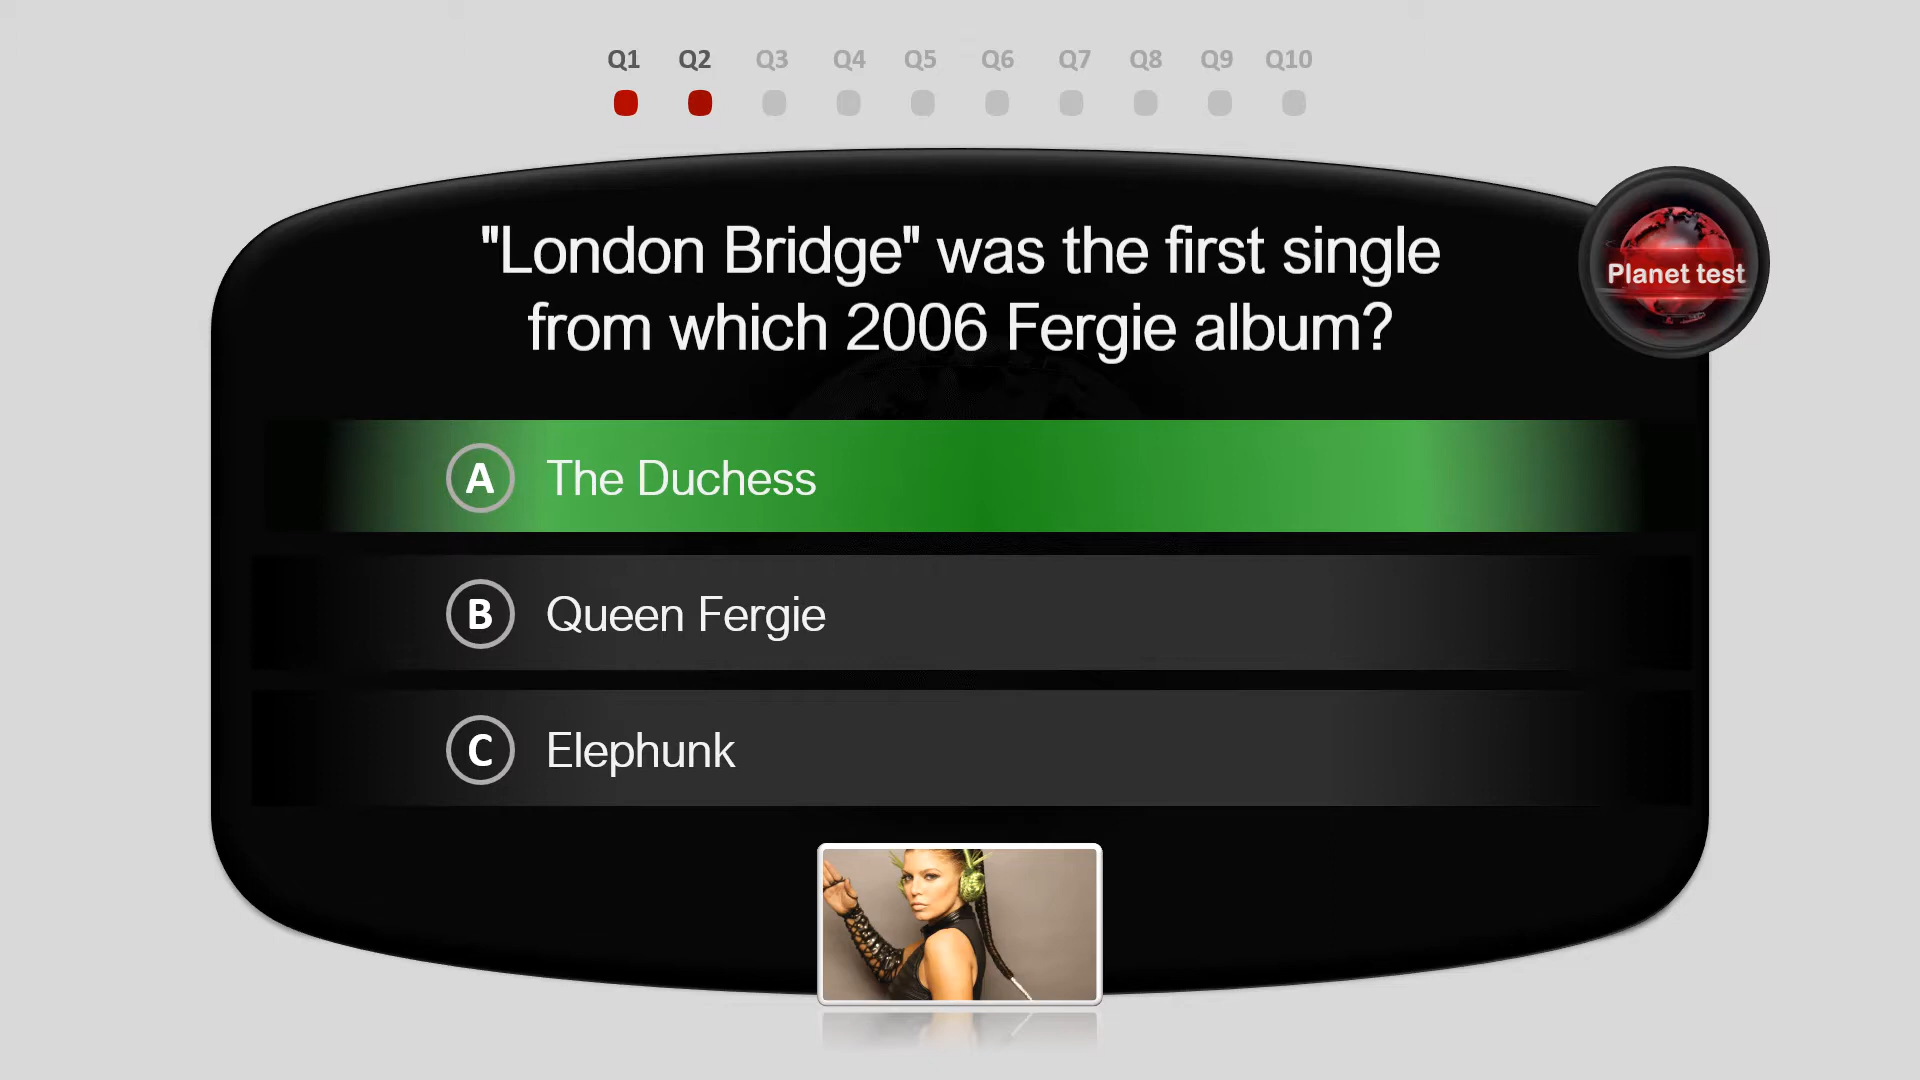 Q1 Q2 Q3 Q4 Q5 Q6 Q7 Q8 Q9 Q10
"London Bridge" was the first single
from which 2006 Fergie album?
Planet test
A The Duchess
B Queen Fergie
C Elephunk